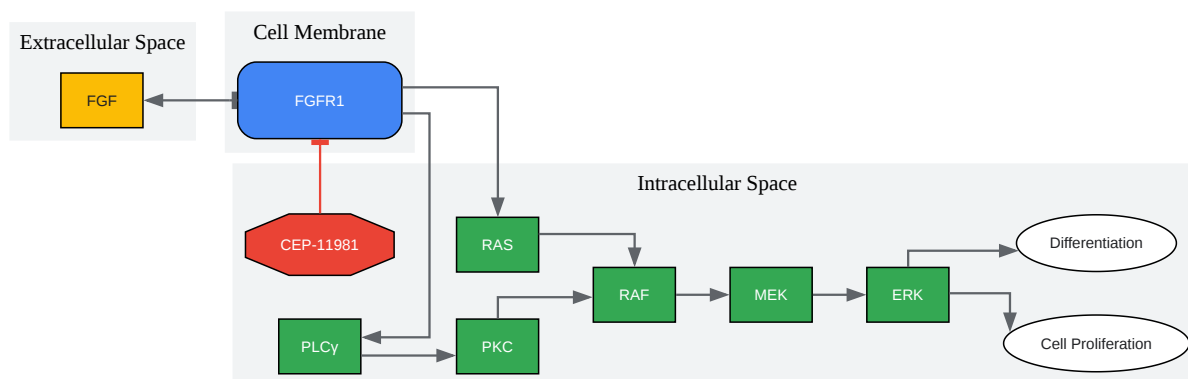 Extracellular Space
Cell Membrane
FGF
FGFR1
Intracellular Space
CEP-11981
RAS
Differentiation
RAF
MEK
ERK
PLCγ
PKC
Cell Proliferation